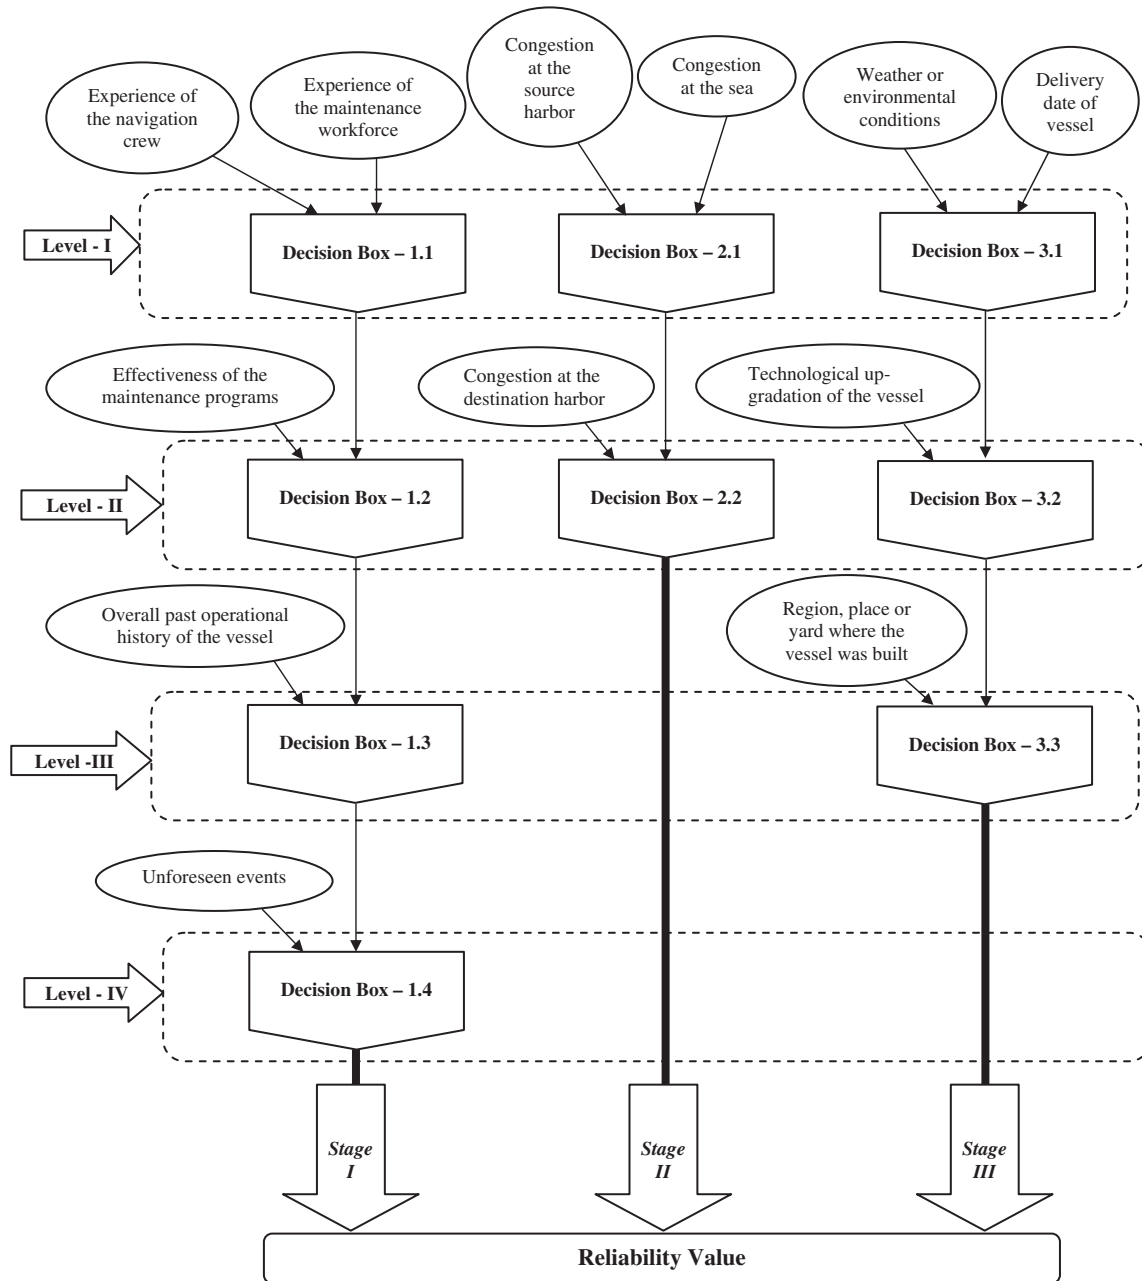 Experience of
the navigation
crew
Experience of
the maintenance
workforce
Congestion
at the
source
harbor
Congestion
at the sea
Weather or
environmental
conditions
Delivery
date of
vessel
Level - I
Decision Box – 1.1
Decision Box – 2.1
Decision Box – 3.1
Effectiveness of the
maintenance programs
Congestion at the
destination harbor
Technological up-
gradation of the vessel
Level - II
Decision Box – 1.2
Decision Box – 2.2
Decision Box – 3.2
Overall past operational
history of the vessel
Region, place or
yard where the
vessel was built
Level -III
Decision Box – 1.3
Decision Box – 3.3
Unforeseen events
Level - IV
Decision Box – 1.4
Stage
I
Stage
II
Stage
III
Reliability Value